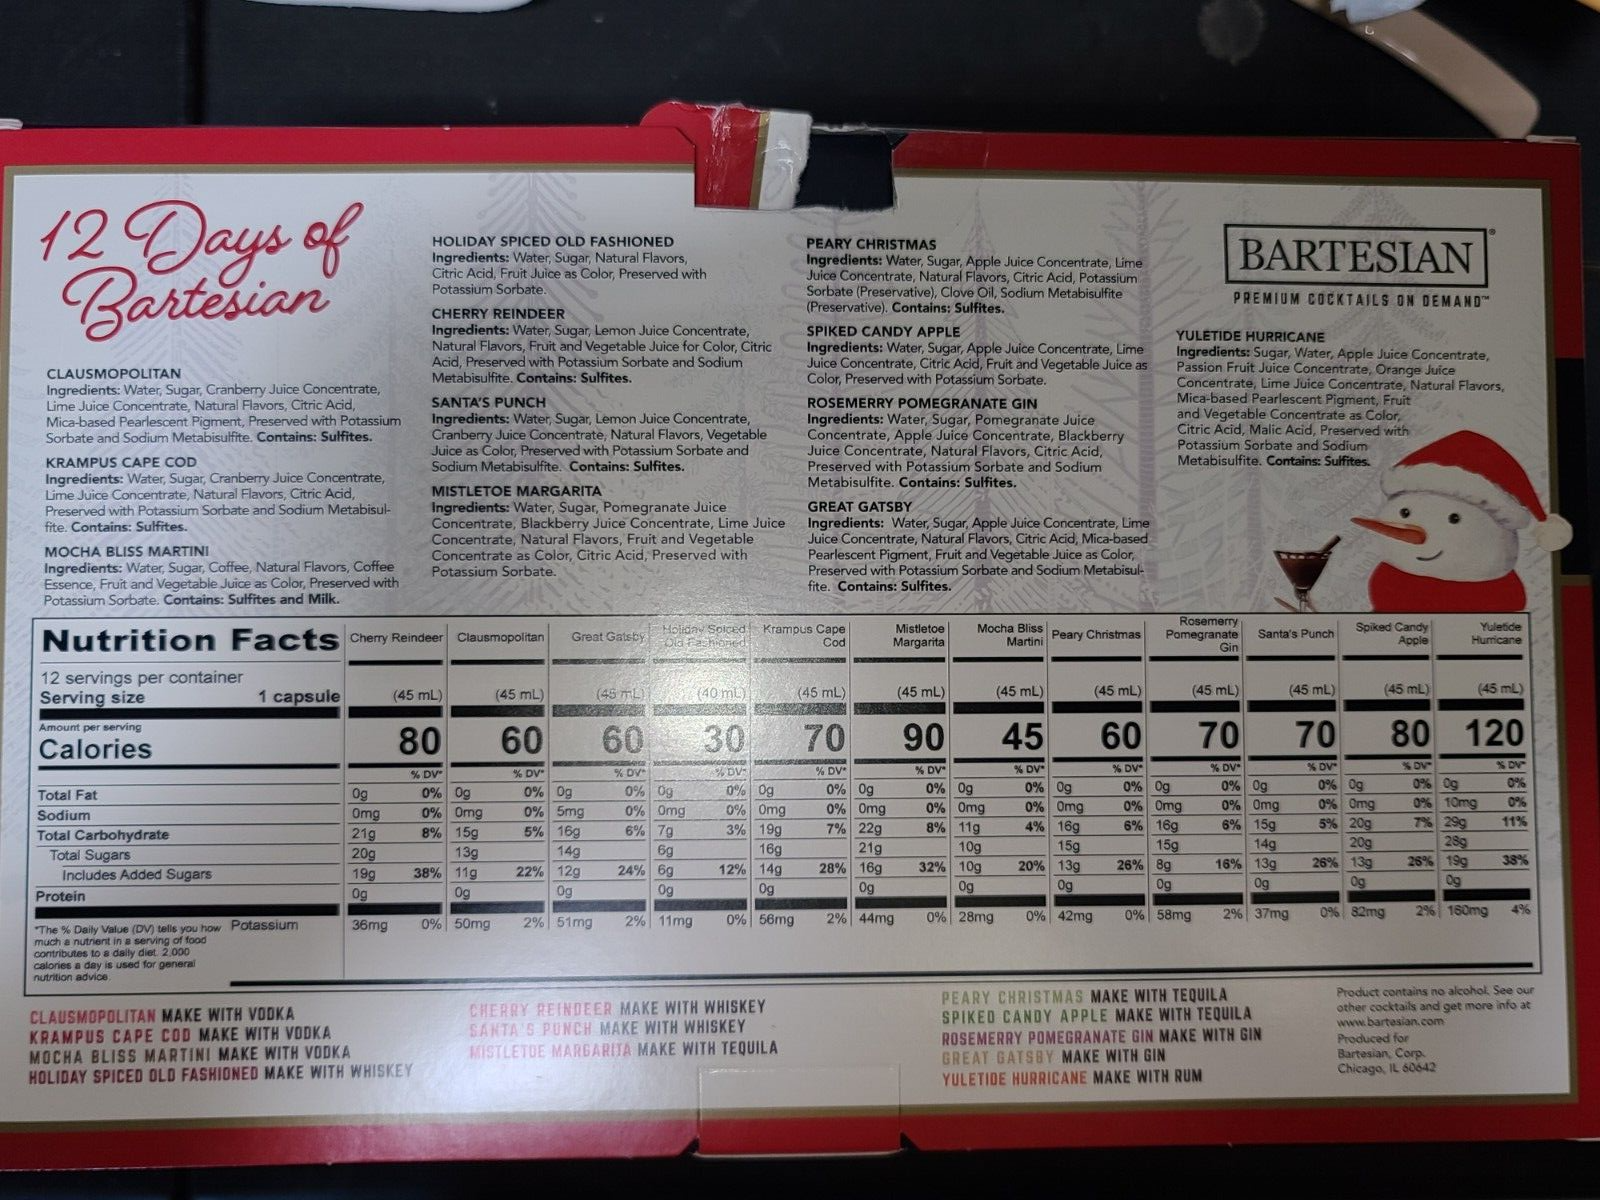 12 Days of
Bartesian
CLAUSMOPOLITAN
Ingredients: Water, Sugar, Cranberry Juice Concentrate,
Lime Juice Concentrate, Natural Flavors, Citric Acid,
Mica-based Pearlescent Pigment, Preserved with Potassium
Sorbate and Sodium Metabisulfite. Contains: Sulfites.
KRAMPUS CAPE COD
Ingredients: Water, Sugar, Cranberry Juice Concentrate,
Lime Juice Concentrate, Natural Flavors, Citric Acid,
Preserved with Potassium Sorbate and Sodium Metabisul-
fite. Contains: Sulfites.
MOCHA BLISS MARTINI
Ingredients: Water, Sugar, Coffee, Natural Flavors, Coffee
Essence, Fruit and Vegetable Juice as Color, Preserved with
Potassium Sorbate. Contains: Sulfites and Milk.
HOLIDAY SPICED OLD FASHIONED
Ingredients: Water, Sugar, Natural Flavors,
Citric Acid, Fruit Juice as Color, Preserved with
Potassium Sorbate.
CHERRY REINDEER
Ingredients: Water, Sugar, Lemon Juice Concentrate,
Natural Flavors, Fruit and Vegetable Juice for Color, Citric
Acid, Preserved with Potassium Sorbate and Sodium
Metabisulfite. Contains: Sulfites.
SANTA'S PUNCH
Ingredients: Water, Sugar, Lemon Juice Concentrate,
Cranberry Juice Concentrate, Natural Flavors, Vegetable
Juice as Color, Preserved with Potassium Sorbate and
Sodium Metabisulfite. Contains: Sulfites.
MISTLETOE MARGARITA
Ingredients: Water, Sugar, Pomegranate Juice
Concentrate, Blackberry Juice Concentrate, Lime Juice
Concentrate, Natural Flavors, Fruit and Vegetable
Concentrate as Color, Citric Acid, Preserved with
Potassium Sorbate.
PEARY CHRISTMAS
Ingredients: Water, Sugar, Apple Juice Concentrate, Lime
Juice Concentrate, Natural Flavors, Citric Acid, Potassium
Sorbate (Preservative), Clove Oil, Sodium Metabisulfite
(Preservative). Contains: Sulfites.
SPIKED CANDY APPLE
Ingredients: Water, Sugar, Apple Juice Concentrate, Lime
Juice Concentrate, Citric Acid, Fruit and Vegetable Juice as
Color, Preserved with Potassium Sorbate.
ROSEMERRY POMEGRANATE GIN
Ingredients: Water, Sugar, Pomegranate Juice
Concentrate, Apple Juice Concentrate, Blackberry
Juice Concentrate, Natural Flavors, Citric Acid,
Preserved with Potassium Sorbate and Sodium
Metabisulfite. Contains: Sulfites.
GREAT GATSBY
Ingredients: Water, Sugar, Apple Juice Concentrate, Lime
Juice Concentrate, Natural Flavors, Citric Acid, Mica-based
Pearlescent Pigment, Fruit and Vegetable Juice as Color,
Preserved with Potassium Sorbate and Sodium Metabisul-
fite. Contains: Sulfites.
BARTESIAN®
PREMIUM COCKTAILS ON DEMAND™
YULETIDE HURRICANE
Ingredients: Sugar, Water, Apple Juice Concentrate,
Passion Fruit Juice Concentrate, Orange Juice
Concentrate, Lime Juice Concentrate, Natural Flavors,
Mica-based Pearlescent Pigment, Fruit
and Vegetable Concentrate as Color,
Citric Acid, Malic Acid, Preserved with
Potassium Sorbate and Sodium
Metabisulfite. Contains: Sulfites.
Nutrition Facts Cherry Reindeer Clausmopolitan Great Gatsby Holiday Spiced Old Fashioned Krampus Cape Cod Mistletoe Margarita Mocha Bliss Martini Peary Christmas Rosemerry Pomegranate Gin Santa's Punch Spiked Candy Apple Yuletide Hurricane
12 servings per container
Serving size 1 capsule (45 mL) (45 mL) (45 mL) (40 mL) (45 mL) (45 mL) (45 mL) (45 mL) (45 mL) (45 mL) (45 mL) (45 mL)
Amount per serving
Calories 80 60 60 30 70 90 45 60 70 70 80 120
% DV* % DV* % DV* % DV* % DV* % DV* % DV* % DV* % DV* % DV* % DV* % DV*
Total Fat 0g 0% 0g 0% 0g 0% 0g 0% 0g 0% 0g 0% 0g 0% 0g 0% 0g 0% 0g 0% 0g 0% 0g 0%
Sodium 0mg 0% 0mg 0% 5mg 0% 0mg 0% 0mg 0% 0mg 0% 0mg 0% 0mg 0% 0mg 0% 0mg 0% 0mg 0% 10mg 0%
Total Carbohydrate 21g 8% 15g 5% 16g 6% 7g 3% 19g 7% 22g 8% 11g 4% 16g 6% 16g 6% 15g 5% 20g 7% 29g 11%
Total Sugars 20g 13g 14g 6g 16g 21g 10g 15g 15g 14g 20g 28g
Includes Added Sugars 19g 38% 11g 22% 12g 24% 6g 12% 14g 28% 16g 32% 10g 20% 13g 26% 8g 16% 13g 26% 13g 26% 19g 38%
Protein 0g 0g 0g 0g 0g 0g 0g 0g 0g 0g 0g 0g
Potassium 36mg 0% 50mg 2% 51mg 2% 11mg 0% 56mg 2% 44mg 0% 28mg 0% 42mg 0% 58mg 2% 37mg 0% 82mg 2% 160mg 4%
*The % Daily Value (DV) tells you how
much a nutrient in a serving of food
contributes to a daily diet. 2,000
calories a day is used for general
nutrition advice.
CLAUSMOPOLITAN MAKE WITH VODKA
KRAMPUS CAPE COD MAKE WITH VODKA
MOCHA BLISS MARTINI MAKE WITH VODKA
HOLIDAY SPICED OLD FASHIONED MAKE WITH WHISKEY
CHERRY REINDEER MAKE WITH WHISKEY
SANTA'S PUNCH MAKE WITH WHISKEY
MISTLETOE MARGARITA MAKE WITH TEQUILA
PEARY CHRISTMAS MAKE WITH TEQUILA
SPIKED CANDY APPLE MAKE WITH TEQUILA
ROSEMERRY POMEGRANATE GIN MAKE WITH GIN
GREAT GATSBY MAKE WITH GIN
YULETIDE HURRICANE MAKE WITH RUM
Product contains no alcohol. See our
other cocktails and get more info at
www.bartesian.com
Produced for
Bartesian, Corp.
Chicago, IL 60642